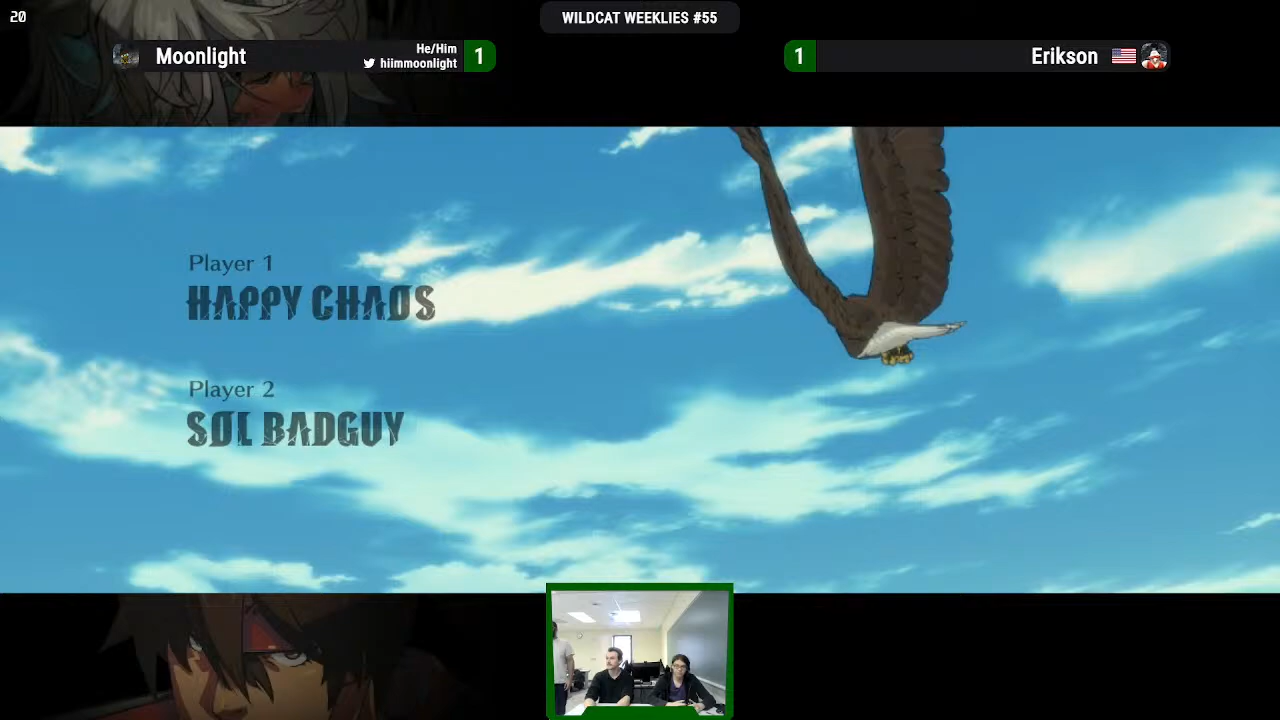 20
WILDCAT WEEKLIES #55
Moonlight
He/Him
hiimmoonlight
1
1
Erikson
Player 1
HAPPY CHAOS
Player 2
SOL BADGUY